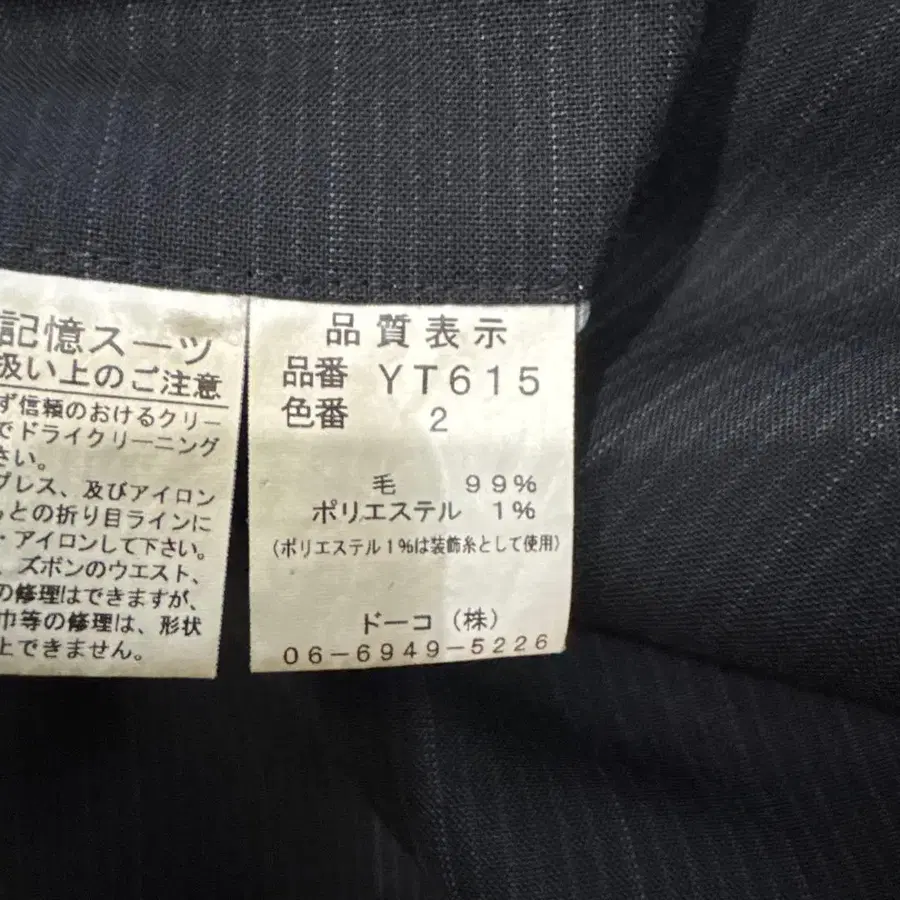 記憶スーツ
扱い上のご注意
ず信頼のおけるクリー
でドライクリーニング
さい。
プレス、及びアイロン
との折り目ラインに
・アイロンして下さい。
、ズボンのウエスト、
の修理はできますが、
巾等の修理は、形状
上できません。
品質表示
品番 YT615
色番 2
毛 99%
ポリエステル 1%
(ポリエステル1%は装飾糸として使用)
ドーコ(株)
06-6949-5226